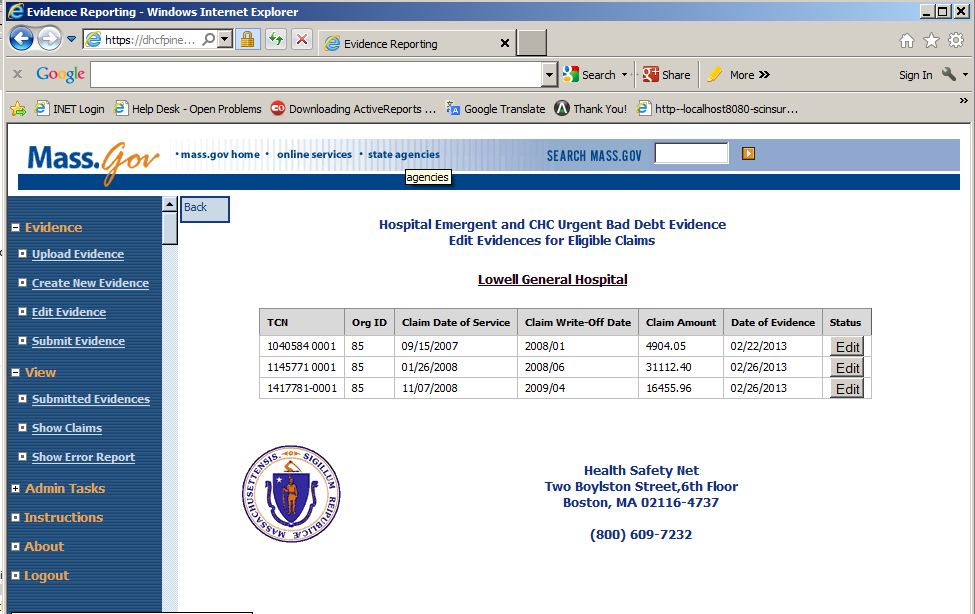 Evidence Reporting - Windows Internet Explorer
https://dhcfpine...
Evidence Reporting
Google
Search
Share
More
Sign In
INET Login
Help Desk - Open Problems
Downloading ActiveReports ...
Google Translate
Thank You!
http--localhost8080-scinsur...
Mass.Gov
mass.gov home
online services
state agencies
SEARCH MASS.GOV
agencies
Back
Evidence
Upload Evidence
Create New Evidence
Edit Evidence
Submit Evidence
View
Submitted Evidences
Show Claims
Show Error Report
Admin Tasks
Instructions
About
Logout
Hospital Emergent and CHC Urgent Bad Debt Evidence
Edit Evidences for Eligible Claims
Lowell General Hospital
TCN Org ID Claim Date of Service Claim Write-Off Date Claim Amount Date of Evidence Status
1040584 0001 85 09/15/2007 2008/01 4904.05 02/22/2013 Edit
1145771 0001 85 01/26/2008 2008/06 31112.40 02/26/2013 Edit
1417781-0001 85 11/07/2008 2009/04 16455.96 02/26/2013 Edit
SIGILLUM REIPUBLICÆ MASSACHUSETTENSIS
Health Safety Net
Two Boylston Street,6th Floor
Boston, MA 02116-4737
(800) 609-7232